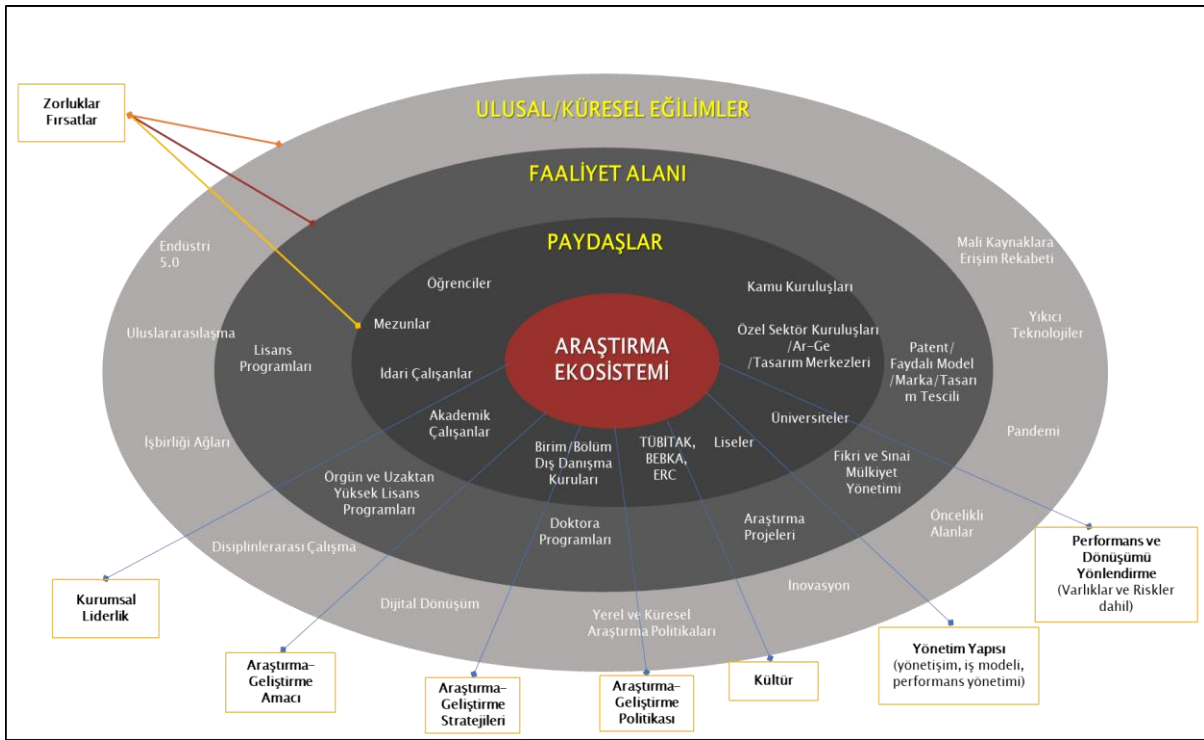 Zorluklar
Fırsatlar
ULUSAL/KÜRESEL EĞİLİMLER
FAALİYET ALANI
PAYDAŞLAR
ARAŞTIRMA
EKOSİSTEMİ
Öğrenciler
Mezunlar
İdari Çalışanlar
Akademik
Çalışanlar
Birim/Bölüm
Dış Danışma
Kuruları
TÜBİTAK,
BEBKA,
ERC
Liseler
Üniversiteler
Özel Sektör Kuruluşları
/Ar-Ge
/Tasarım Merkezleri
Kamu Kuruluşları
Lisans
Programları
Örgün ve Uzaktan
Yüksek Lisans
Programları
Doktora
Programları
Araştırma
Projeleri
Fikri ve Sınai
Mülkiyet
Yönetimi
Patent/
Faydalı Model
/Marka/Tasarı
m Tescili
Endüstri
5.0
Uluslararasılaşma
İşbirliği Ağları
Disiplinlerarası Çalışma
Dijital Dönüşüm
Yerel ve Küresel
Araştırma Politikaları
İnovasyon
Öncelikli
Alanlar
Pandemi
Yıkıcı
Teknolojiler
Mali Kaynaklara
Erişim Rekabeti
Kurumsal
Liderlik
Araştırma-
Geliştirme
Amacı
Araştırma-
Geliştirme
Stratejileri
Araştırma-
Geliştirme
Politikası
Kültür
Yönetim Yapısı
(yönetişim, iş modeli,
performans yönetimi)
Performans ve
Dönüşümü
Yönlendirme
(Varlıklar ve Riskler
dahil)